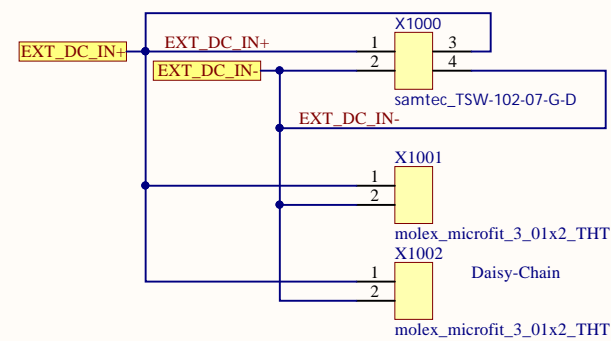 X1000
EXT_DC_IN+ EXT_DC_IN+ 1 3
EXT_DC_IN- 2 4
samtec_TSW-102-07-G-D
EXT_DC_IN-
X1001
1
2
molex_microfit_3_01x2_THT
X1002
1 Daisy-Chain
2
molex_microfit_3_01x2_THT